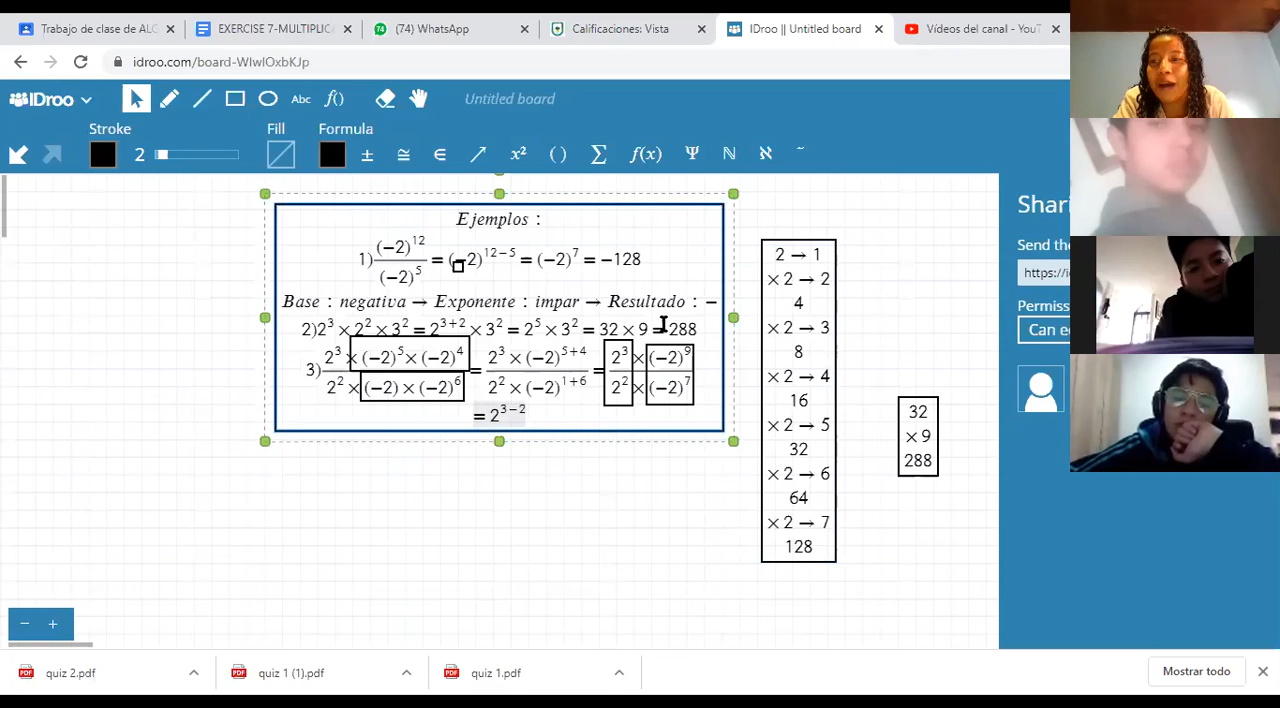 Trabajo de clase de ALG
EXERCISE 7-MULTIPLIC
(74) WhatsApp
Calificaciones: Vista
IDroo || Untitled board
Vídeos del canal - YouT
idroo.com/board-WIwIOxbKJp
IDroo
Abc
f()
Untitled board
Stroke
Fill
Formula
2
± ≅ ∈ x² ( ) ∑ f(x) Ψ ℕ ℵ
Ejemplos :
1) (−2)^12 / (−2)^5 = (−2)^(12−5) = (−2)^7 = −128
Base : negativa → Exponente : impar → Resultado : −
2) 2^3 × 2^2 × 3^2 = 2^(3+2) × 3^2 = 2^5 × 3^2 = 32 × 9 = 288
3) 2^3 × (−2)^5 × (−2)^4 / 2^2 × (−2) × (−2)^6 = 2^3 × (−2)^(5+4) / 2^2 × (−2)^(1+6) = 2^3 / 2^2 × (−2)^9 / (−2)^7
= 2^(3−2)
2 → 1
× 2 → 2
4
× 2 → 3
8
× 2 → 4
16
× 2 → 5
32
× 2 → 6
64
× 2 → 7
128
32
× 9
288
Shari
Send the
https://i
Permiss
Can e
quiz 2.pdf
quiz 1 (1).pdf
quiz 1.pdf
Mostrar todo